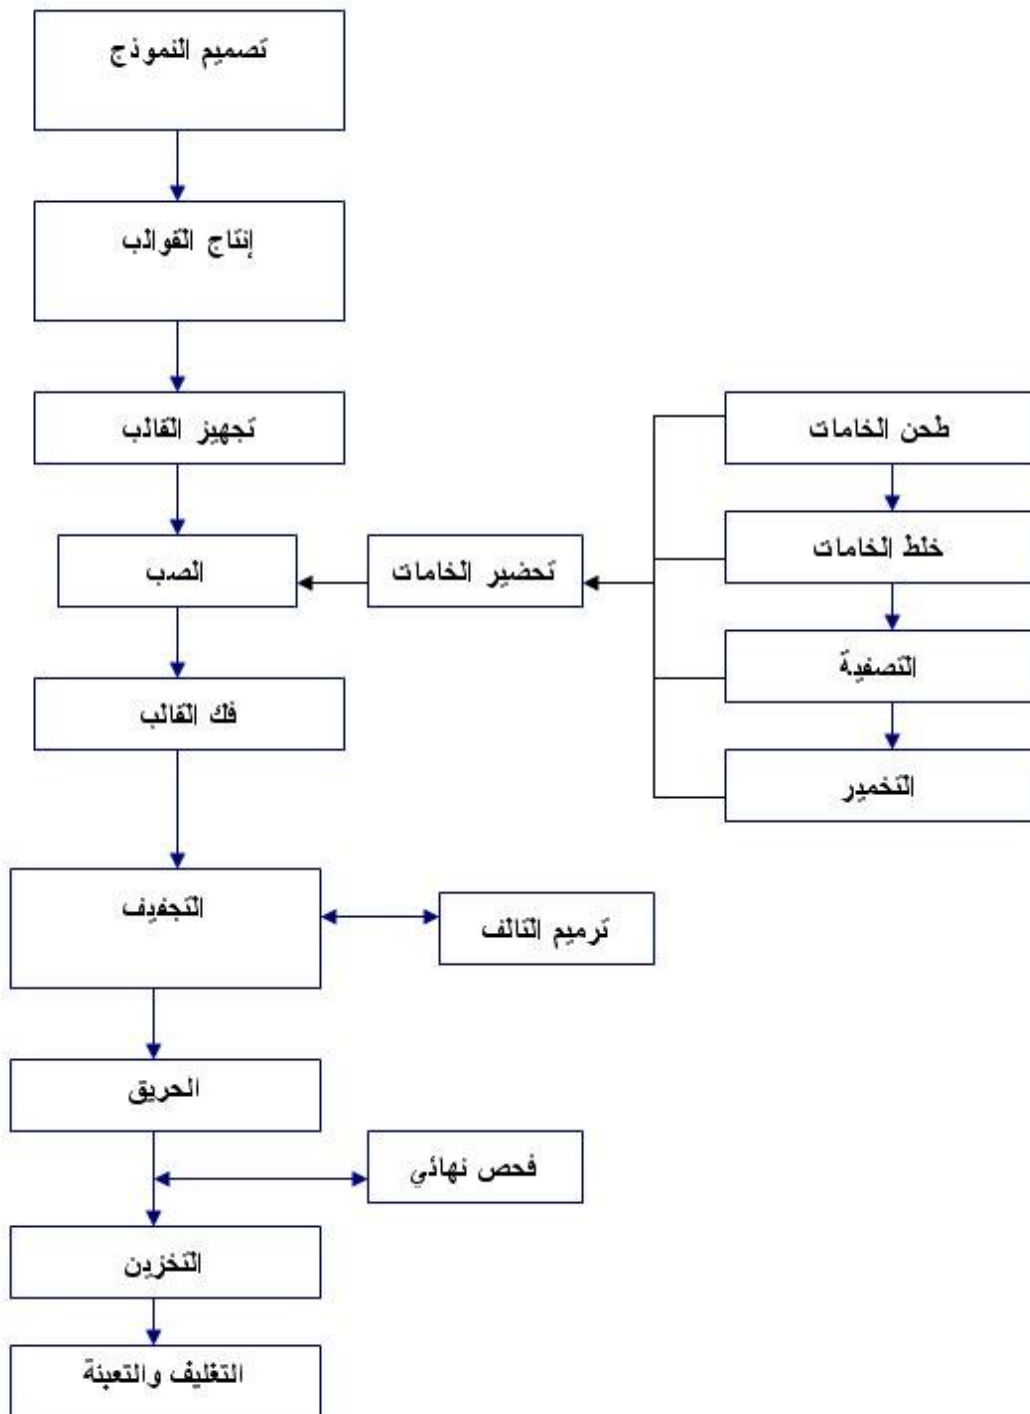 تصميم النموذج
إنتاج القوالب
تجهيز القالب
طحن الخامات
خلط الخامات
تحضير الخامات
الصب
التصفية
فك القالب
التخمير
التجفيف
ترميم التالف
الحريق
فحص نهائي
التخزين
التغليف والتعبئة